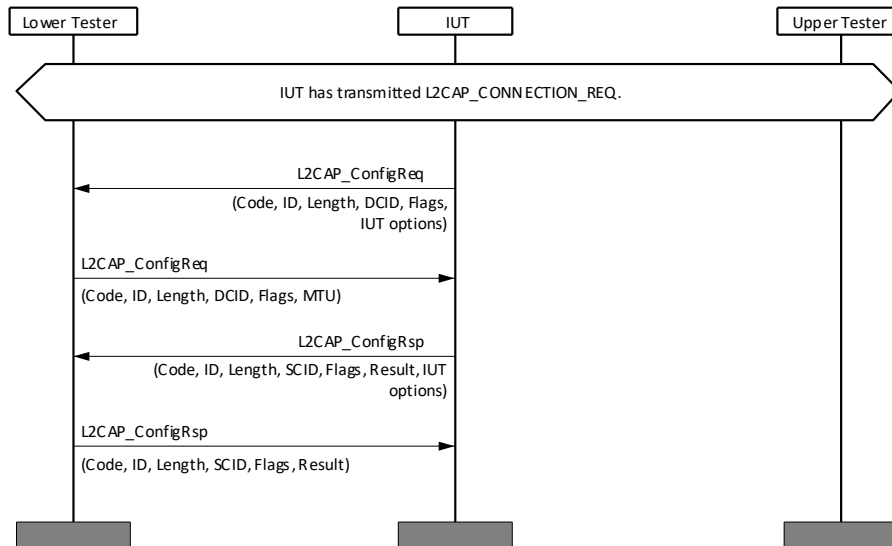 Lower Tester
IUT
Upper Tester
IUT has transmitted L2CAP_CONNECTION_REQ.
L2CAP_ConfigReq
(Code, ID, Length, DCID, Flags,
IUT options)
L2CAP_ConfigReq
(Code, ID, Length, DCID, Flags, MTU)
L2CAP_ConfigRsp
(Code, ID, Length, SCID, Flags, Result, IUT
options)
L2CAP_ConfigRsp
(Code, ID, Length, SCID, Flags, Result)